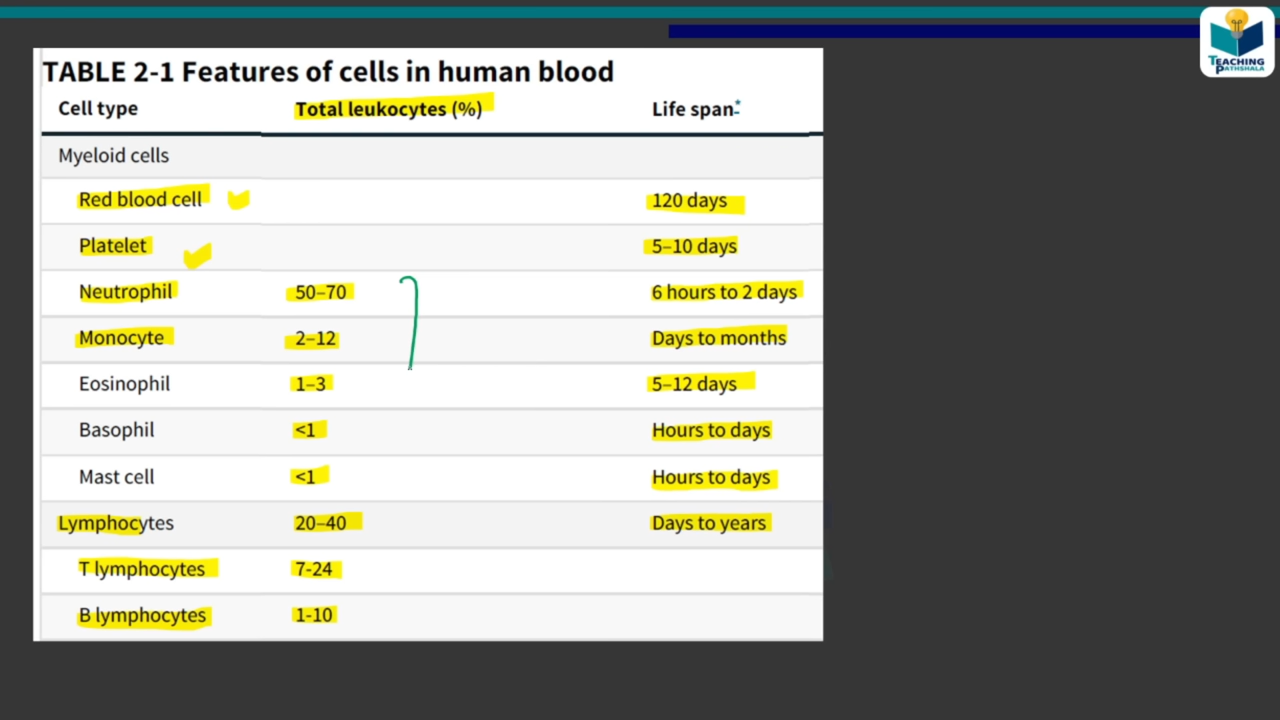 TEACHING
PATHSHALA
TABLE 2-1 Features of cells in human blood
Cell type Total leukocytes (%) Life span*
Myeloid cells
Red blood cell 120 days
Platelet 5–10 days
Neutrophil 50–70 6 hours to 2 days
Monocyte 2–12 Days to months
Eosinophil 1–3 5–12 days
Basophil <1 Hours to days
Mast cell <1 Hours to days
Lymphocytes 20–40 Days to years
T lymphocytes 7-24
B lymphocytes 1-10